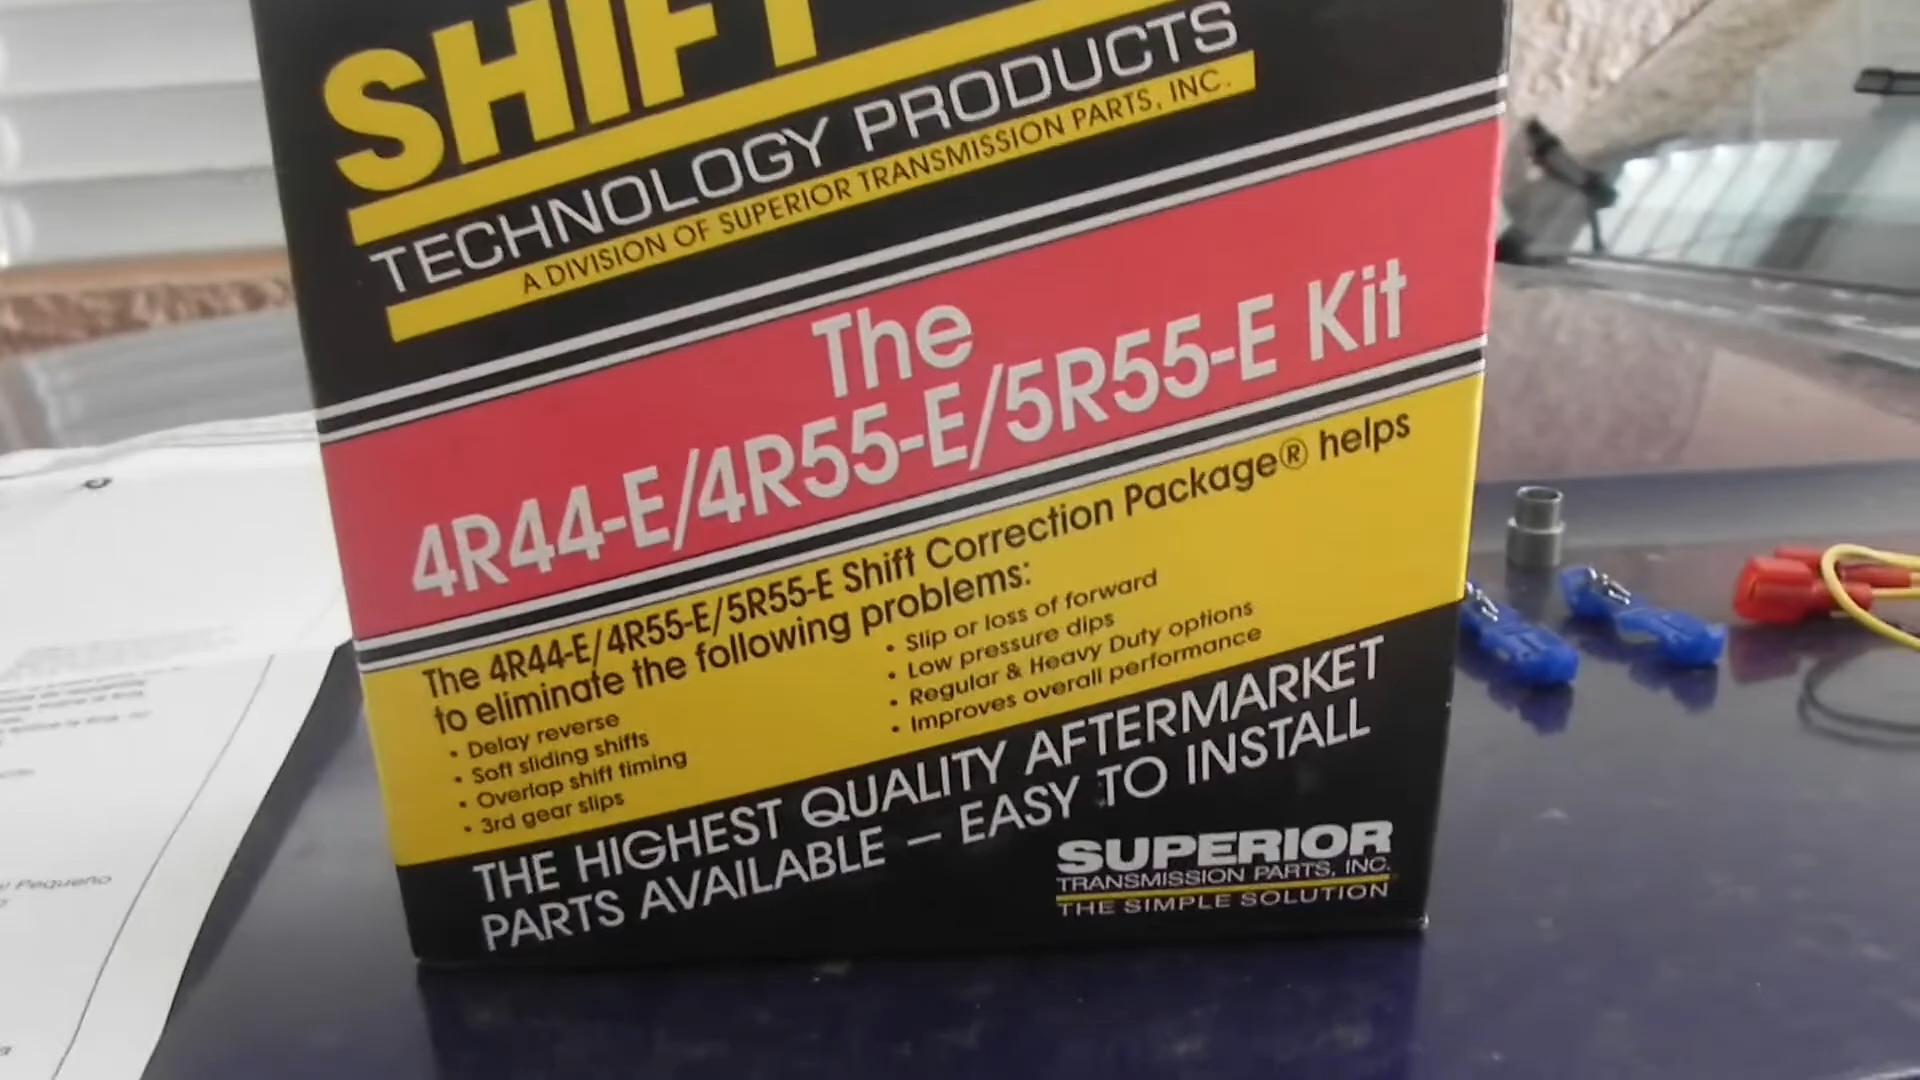 SHIFT
TECHNOLOGY PRODUCTS
A DIVISION OF SUPERIOR TRANSMISSION PARTS, INC.
The
4R44-E/4R55-E/5R55-E Kit
The 4R44-E/4R55-E/5R55-E Shift Correction Package® helps
to eliminate the following problems:
• Delay reverse
• Soft sliding shifts
• Overlap shift timing
• 3rd gear slips
• Slip or loss of forward
• Low pressure dips
• Regular & Heavy Duty options
• Improves overall performance
THE HIGHEST QUALITY AFTERMARKET
PARTS AVAILABLE – EASY TO INSTALL
SUPERIOR
TRANSMISSION PARTS, INC.
THE SIMPLE SOLUTION
Pequeño